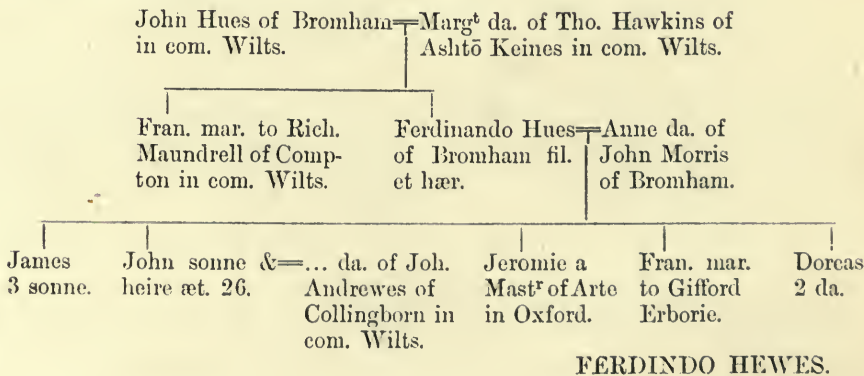 John Hues of Bromham=Margᵗ da. of Tho. Hawkins of
in com. Wilts. Ashtō Keines in com. Wilts.
Fran. mar. to Rich.
Maundrell of Comp-
ton in com. Wilts.
Ferdinando Hues=Anne da. of
of Bromham fil. John Morris
et hær. of Bromham.
James
3 sonne.
John sonne &=... da. of Joh.
heire æt. 26. Andrewes of
Collingborn in
com. Wilts.
Jeromie a
Mastʳ of Arte
in Oxford.
Fran. mar.
to Gifford
Erborie.
Dorcas
2 da.
FERDINDO HEWES.